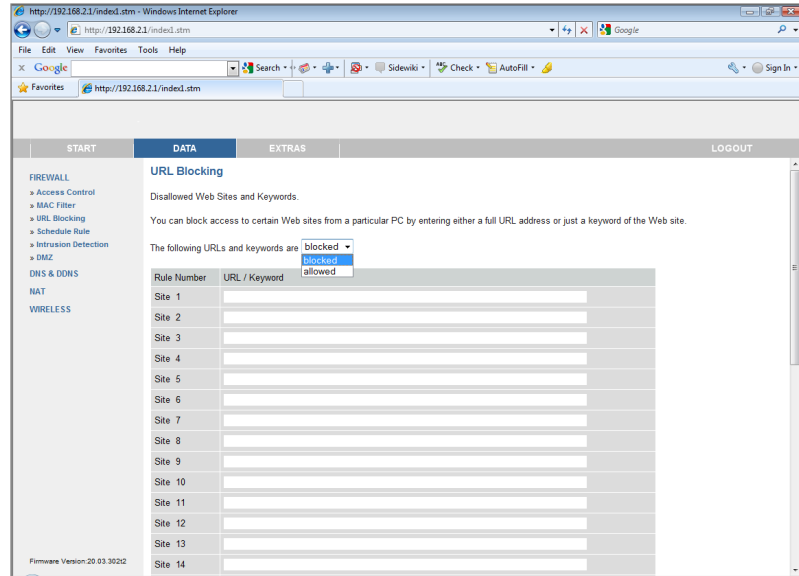 http://192.168.2.1/index1.stm - Windows Internet Explorer
http://192.168.2.1/index1.stm
Google
File Edit View Favorites Tools Help
x Google Search Sidewiki Check AutoFill Sign In
Favorites http://192.168.2.1/index1.stm
START DATA EXTRAS LOGOUT
FIREWALL
» Access Control
» MAC Filter
» URL Blocking
» Schedule Rule
» Intrusion Detection
» DMZ
DNS & DDNS
NAT
WIRELESS
Firmware Version:20.03.302t2
URL Blocking
Disallowed Web Sites and Keywords.
You can block access to certain Web sites from a particular PC by entering either a full URL address or just a keyword of the Web site.
The following URLs and keywords are blocked
blocked
allowed
Rule Number URL / Keyword
Site 1
Site 2
Site 3
Site 4
Site 5
Site 6
Site 7
Site 8
Site 9
Site 10
Site 11
Site 12
Site 13
Site 14